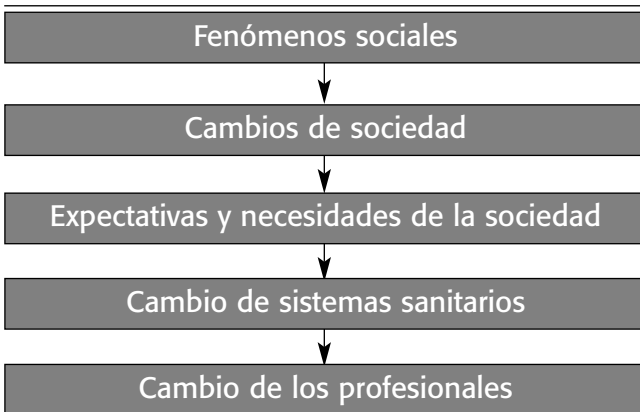 Fenómenos sociales
Cambios de sociedad
Expectativas y necesidades de la sociedad
Cambio de sistemas sanitarios
Cambio de los profesionales